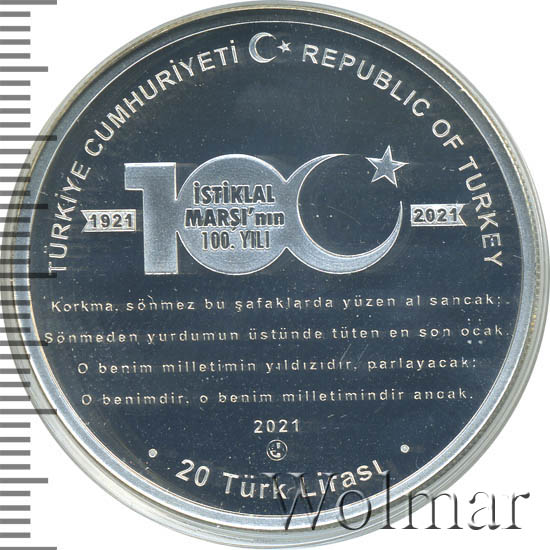 TÜRKİYE CUMHURİYETİ REPUBLIC OF TURKEY
100
İSTİKLAL
MARŞI'nın
100. YILI
1921
2021
Korkma, sönmez bu şafaklarda yüzen al sancak;
Sönmeden yurdumun üstünde tüten en son ocak.
O benim milletimin yıldızıdır, parlayacak;
O benimdir, o benim milletimindir ancak.
2021
• 20 Türk Lirası •
Wolmar